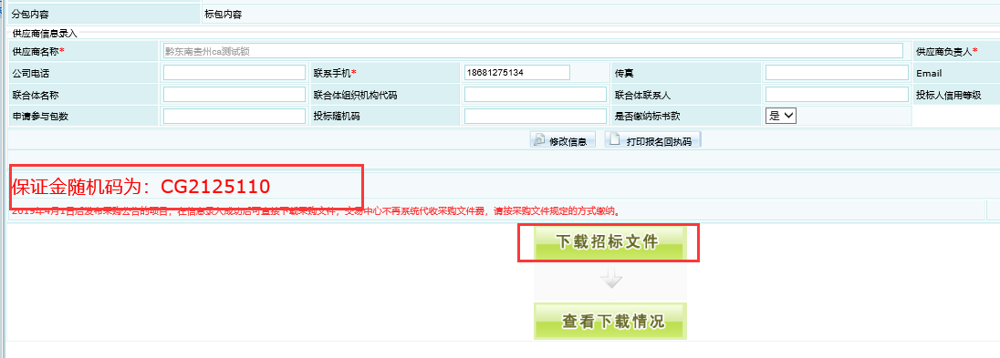 分包内容 标包内容
供应商信息录入
供应商名称* 黔东南贵州ca测试锁 供应商负责人*
公司电话 联系手机* 18681275134 传真 Email
联合体名称 联合体组织机构代码 联合体联系人 投标人信用等级
申请参与包数 投标随机码 是否缴纳标书款 是
修改信息 打印报名回执码
保证金随机码为：CG2125110
2019年4月1日后发布采购公告的项目，在信息录入成功后可直接下载采购文件，交易中心不再系统代收采购文件费，请按采购文件规定的方式缴纳。
下载招标文件
查看下载情况